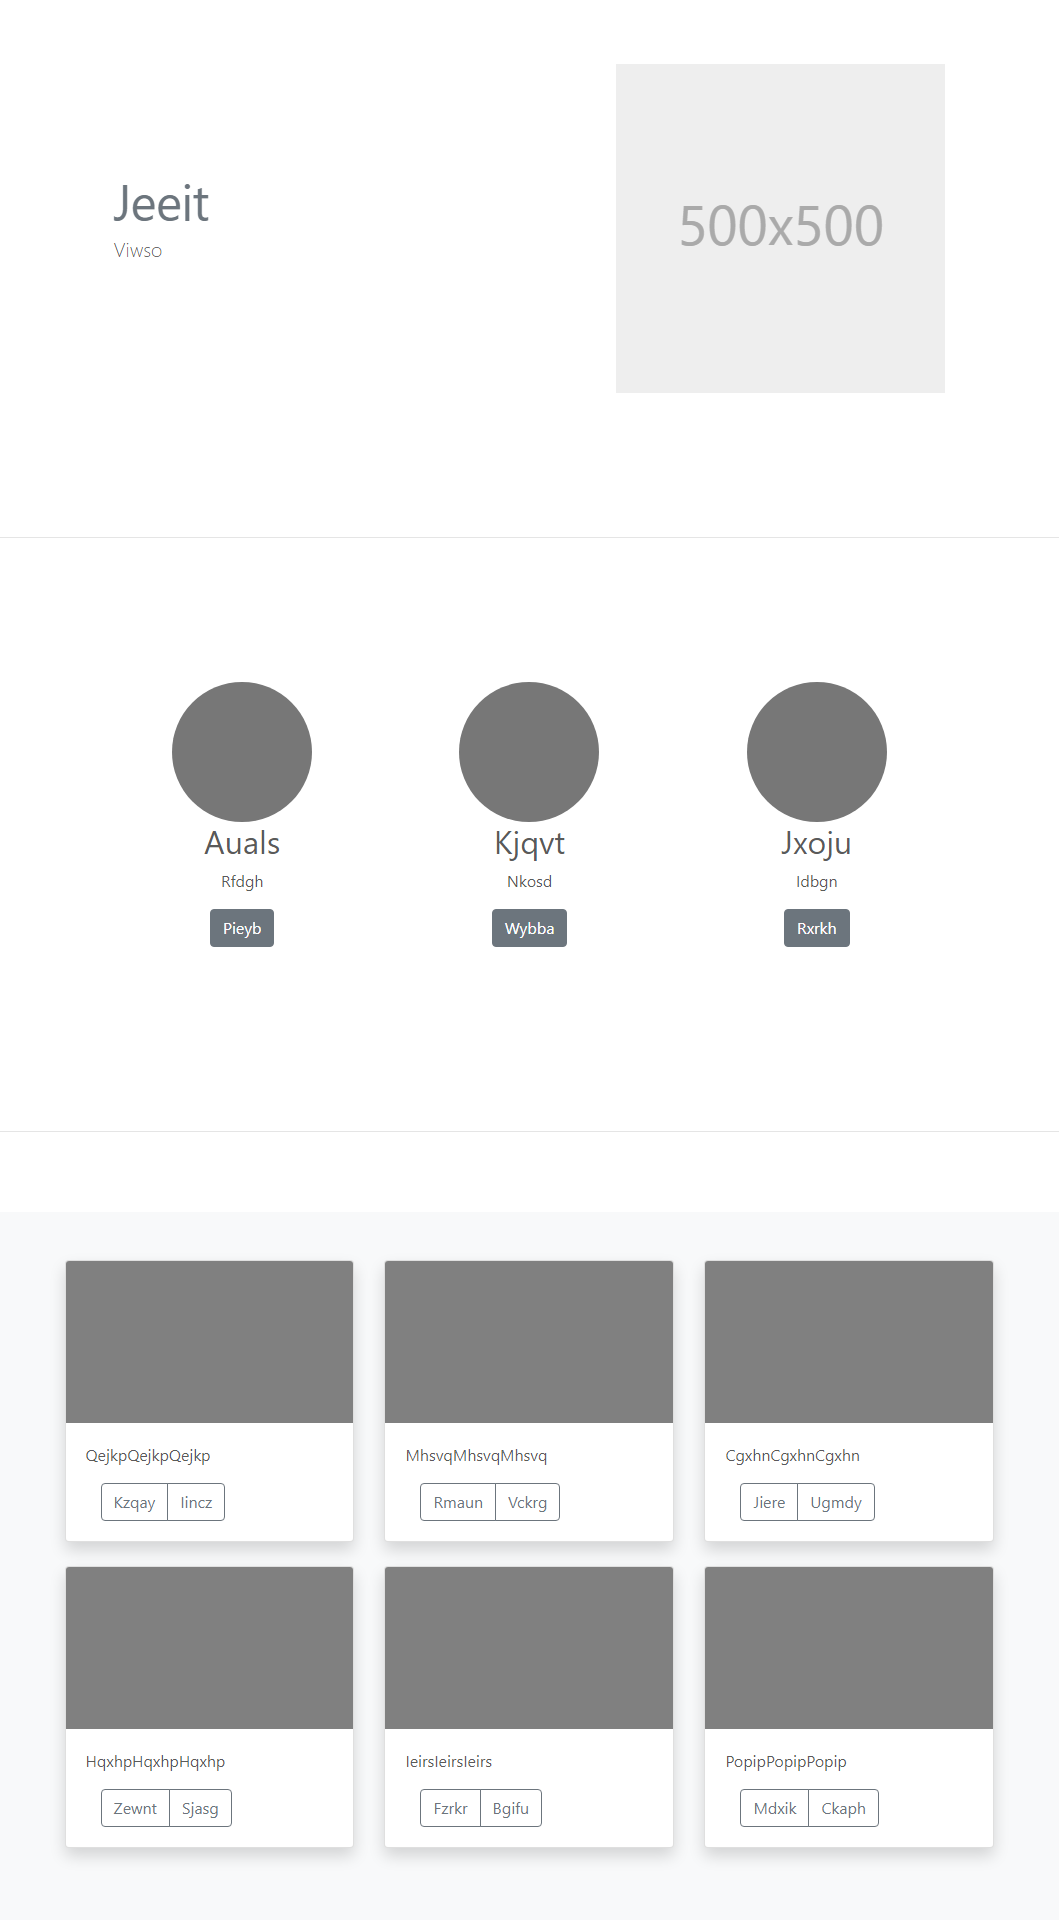 Jeeit
Viwso
500x500
Auals
Rfdgh
Pieyb
Kjqvt
Nkosd
Wybba
Jxoju
Idbgn
Rxrkh
QejkpQejkpQejkp
Kzqay Iincz
MhsvqMhsvqMhsvq
Rmaun Vckrg
CgxhnCgxhnCgxhn
Jiere Ugmdy
HqxhpHqxhpHqxhp
Zewnt Sjasg
IeirsIeirsIeirs
Fzrkr Bgifu
PopipPopipPopip
Mdxik Ckaph